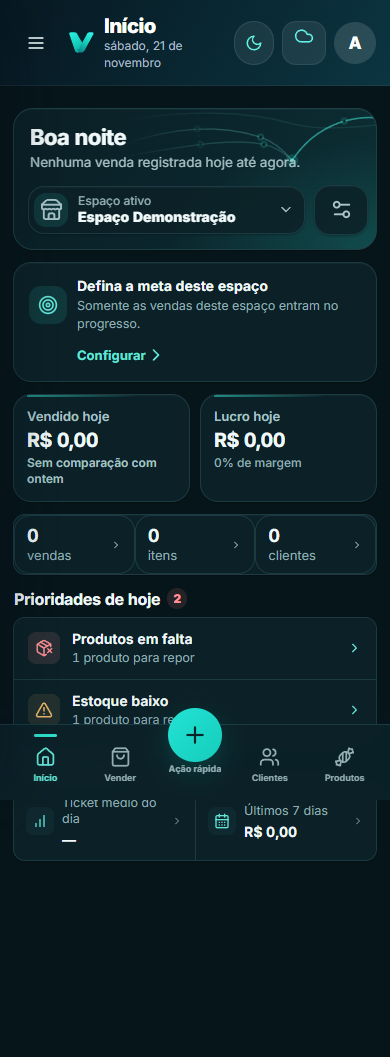 Início
sábado, 21 de
novembro
A
Boa noite
Nenhuma venda registrada hoje até agora.
Espaço ativo
Espaço Demonstração
Defina a meta deste espaço
Somente as vendas deste espaço entram no
progresso.
Configurar
Vendido hoje
R$ 0,00
Sem comparação com
ontem
Lucro hoje
R$ 0,00
0% de margem
0
vendas
0
itens
0
clientes
Prioridades de hoje 2
Produtos em falta
1 produto para repor
Estoque baixo
1 produto para repor
Início
Vender
Ação rápida
Clientes
Produtos
Ticket médio do
dia
—
Últimos 7 dias
R$ 0,00